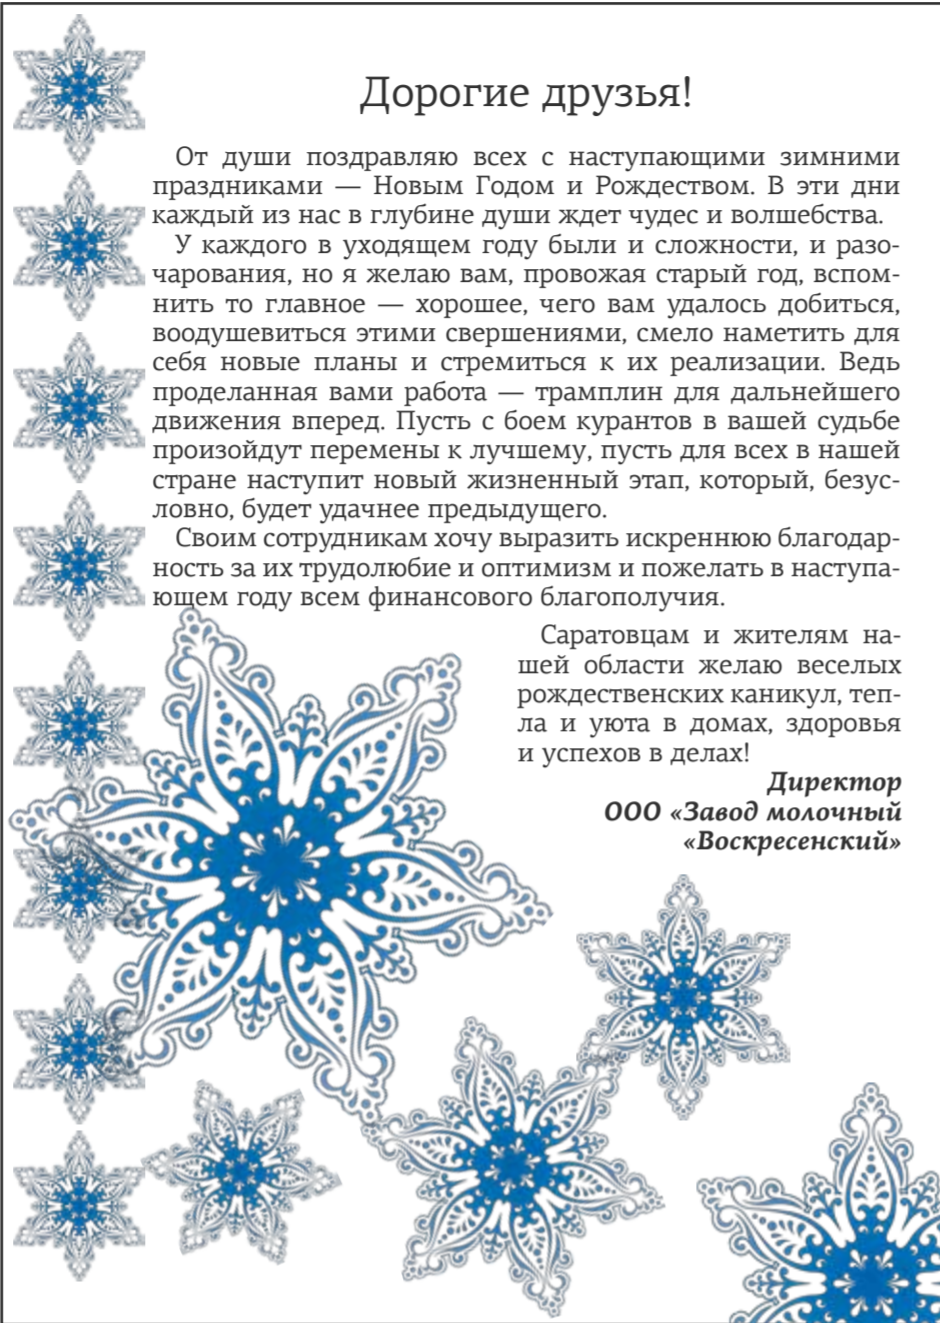 Дорогие друзья!
От души поздравляю всех с наступающими зимними
праздниками — Новым Годом и Рождеством. В эти дни
каждый из нас в глубине души ждет чудес и волшебства.
У каждого в уходящем году были и сложности, и разо-
чарования, но я желаю вам, провожая старый год, вспом-
нить то главное — хорошее, чего вам удалось добиться,
воодушевиться этими свершениями, смело наметить для
себя новые планы и стремиться к их реализации. Ведь
проделанная вами работа — трамплин для дальнейшего
движения вперед. Пусть с боем курантов в вашей судьбе
произойдут перемены к лучшему, пусть для всех в нашей
стране наступит новый жизненный этап, который, безус-
ловно, будет удачнее предыдущего.
Своим сотрудникам хочу выразить искреннюю благодар-
ность за их трудолюбие и оптимизм и пожелать в наступа-
ющем году всем финансового благополучия.
Саратовцам и жителям на-
шей области желаю веселых
рождественских каникул, теп-
ла и уюта в домах, здоровья
и успехов в делах!
Директор
ООО «Завод молочный
«Воскресенский»